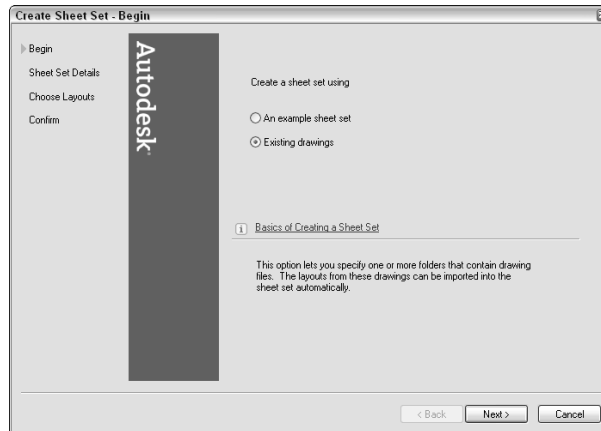 Create Sheet Set - Begin
Begin
Sheet Set Details
Choose Layouts
Confirm
Autodesk
Create a sheet set using
An example sheet set
Existing drawings
i
Basics of Creating a Sheet Set
This option lets you specify one or more folders that contain drawing
files. The layouts from these drawings can be imported into the
sheet set automatically.
< Back
Next >
Cancel